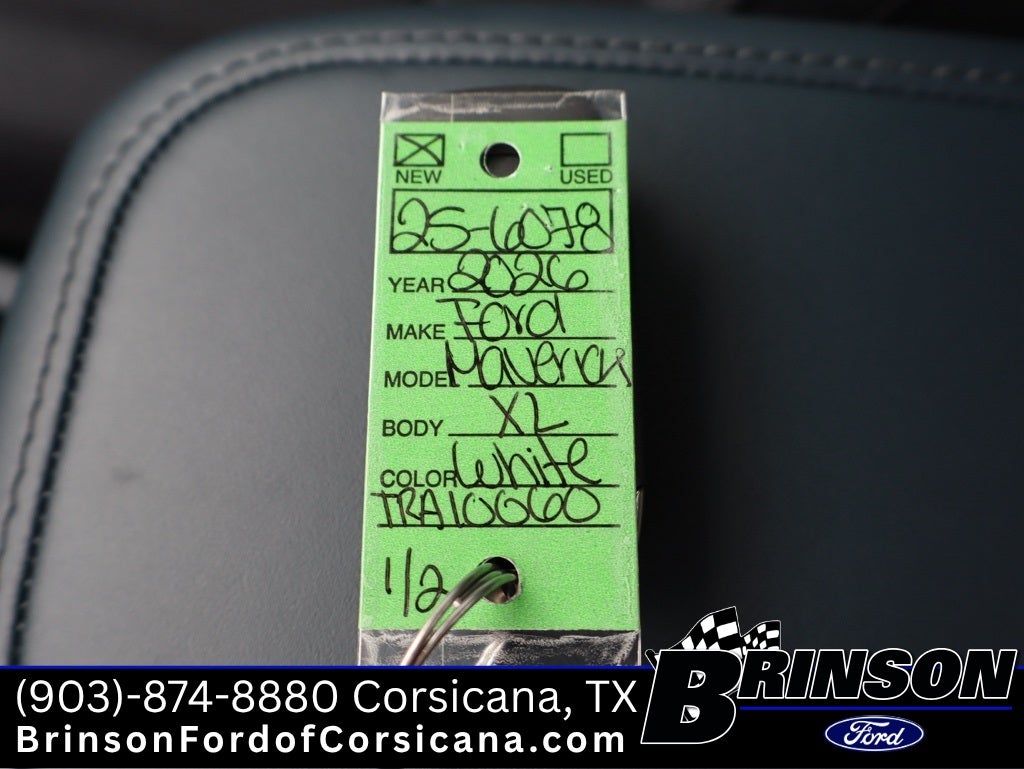 NEW USED
25-6078
YEAR 2026
MAKE Ford
MODEL Maverick
BODY XL
COLOR White
TRA10060
1/2
(903)-874-8880 Corsicana, TX
BrinsonFordofCorsicana.com
BRINSON
Ford